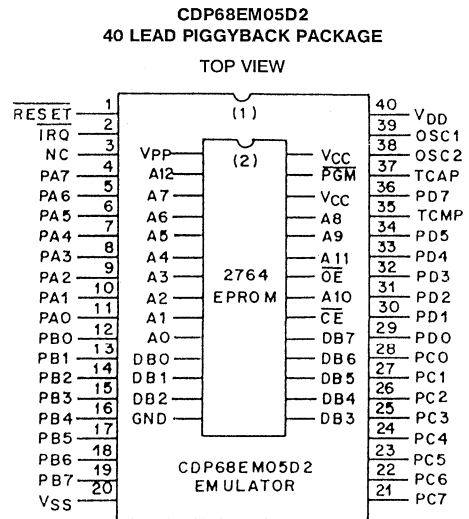 CDP68EM05D2
40 LEAD PIGGYBACK PACKAGE
TOP VIEW
RESET 1 (1) 40 VDD
IRQ 2 39 OSC1
NC 3 VPP (2) VCC 38 OSC2
PA7 4 A12 PGM 37 TCAP
PA6 5 A7 VCC 36 PD7
PA5 6 A6 A8 35 TCMP
PA4 7 A5 A9 34 PD5
PA3 8 A4 A11 33 PD4
PA2 9 A3 2764 OE 32 PD3
PA1 10 A2 EPROM A10 31 PD2
PA0 11 A1 CE 30 PD1
PB0 12 A0 DB7 29 PD0
PB1 13 DB0 DB6 28 PC0
PB2 14 DB1 DB5 27 PC1
PB3 15 DB2 DB4 26 PC2
PB4 16 GND DB3 25 PC3
PB5 17 24 PC4
PB6 18 CDP68EM05D2 23 PC5
PB7 19 EMULATOR 22 PC6
VSS 20 21 PC7